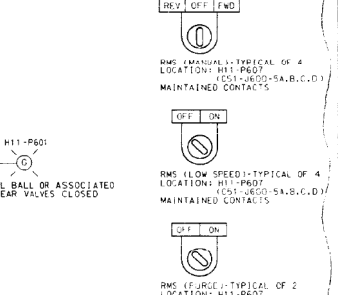 REV OFF FWD
RMS (MANUAL)-TYPICAL OF 4
LOCATION: H11-P607
(C51-J600-5A,B,C,D)
MAINTAINED CONTACTS
OFF ON
H11-P601
G
L BALL OR ASSOCIATED
EAR VALVES CLOSED
RMS (LOW SPEED)-TYPICAL OF 4
LOCATION: H11-P607
(C51-J600-5A,B,C,D)
MAINTAINED CONTACTS
OFF ON
RMS (PURGE)-TYPICAL OF 2
LOCATION: H11-P607